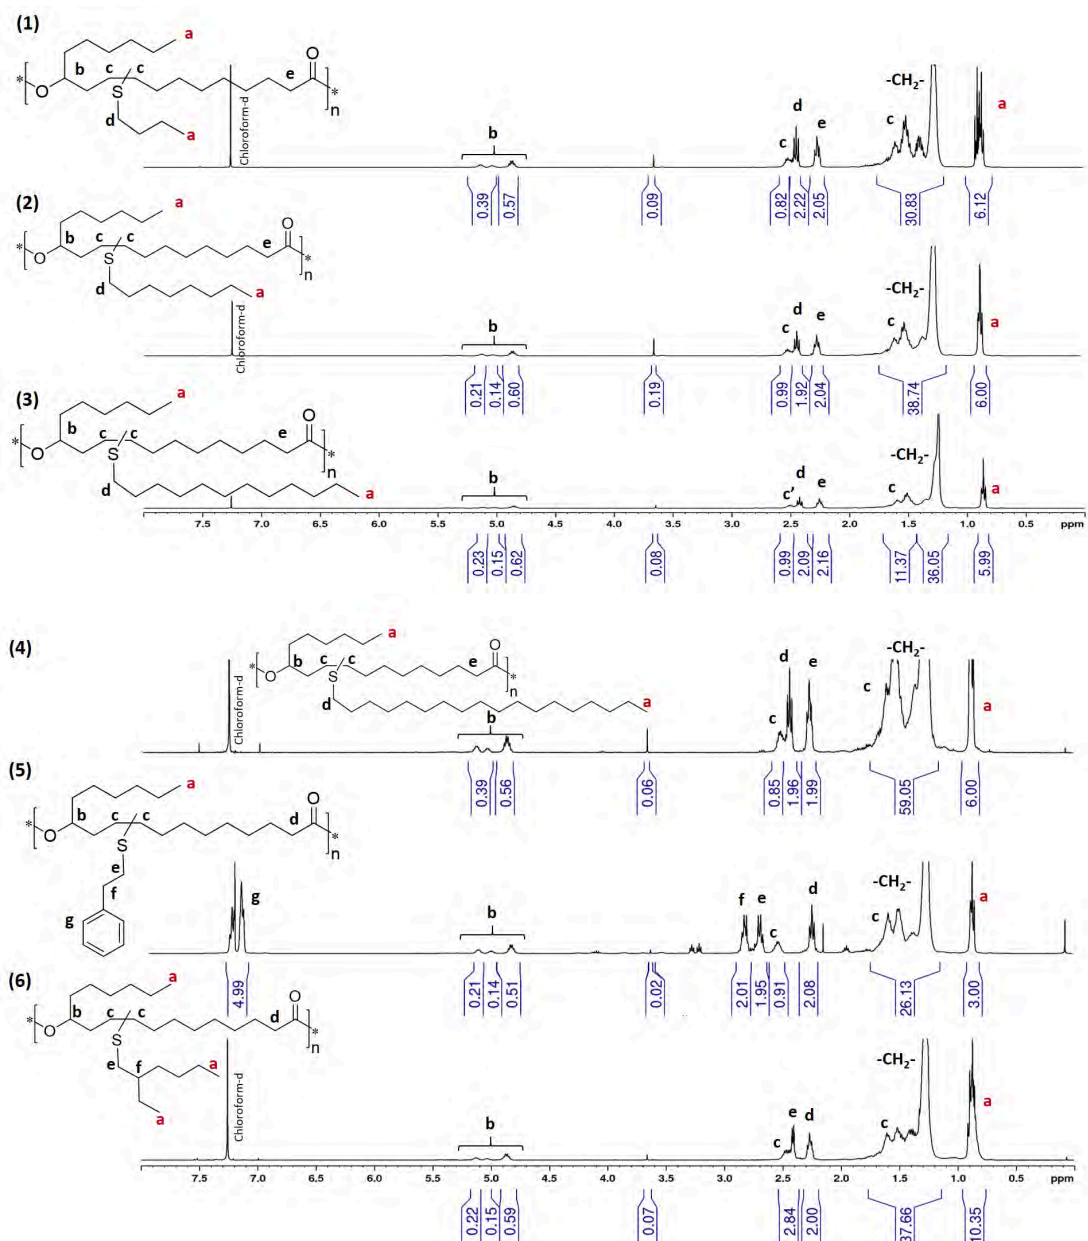 (1)
a
b c c e O
* O n *
S
d
a
Chloroform-d
b
c d e
-CH2-
c
a
0.39 0.57 0.09 0.82 2.22 2.05 30.83 6.12
(2)
a
b c c e O
* O n *
S
d
a
Chloroform-d
b
c d e
-CH2-
c
a
0.21 0.14 0.60 0.19 0.99 1.92 2.04 38.74 6.00
(3)
a
b c c e O
* O n *
S
d
a
b
c’ d e
-CH2-
c
a
7.5 7.0 6.5 6.0 5.5 5.0 4.5 4.0 3.5 3.0 2.5 2.0 1.5 1.0 0.5 ppm
0.23 0.15 0.62 0.08 0.99 2.09 2.16 11.37 36.05 5.99
(4)
a
b c c e O
* O n *
S
d
a
Chloroform-d
b
c d e
-CH2-
c
a
0.39 0.56 0.06 0.85 1.96 1.99 59.05 6.00
(5)
a
b c c d O
* O n *
S
e
f
g
g
b
f e c d
-CH2-
c
a
4.99 0.21 0.14 0.51 0.02 2.01 1.95 0.91 2.08 26.13 3.00
(6)
a
b c c d O
* O n *
S
e f
a
a
Chloroform-d
b
c e d
-CH2-
c
a
7.5 7.0 6.5 6.0 5.5 5.0 4.5 4.0 3.5 3.0 2.5 2.0 1.5 1.0 0.5 ppm
0.22 0.15 0.59 0.07 2.84 2.00 37.66 10.35